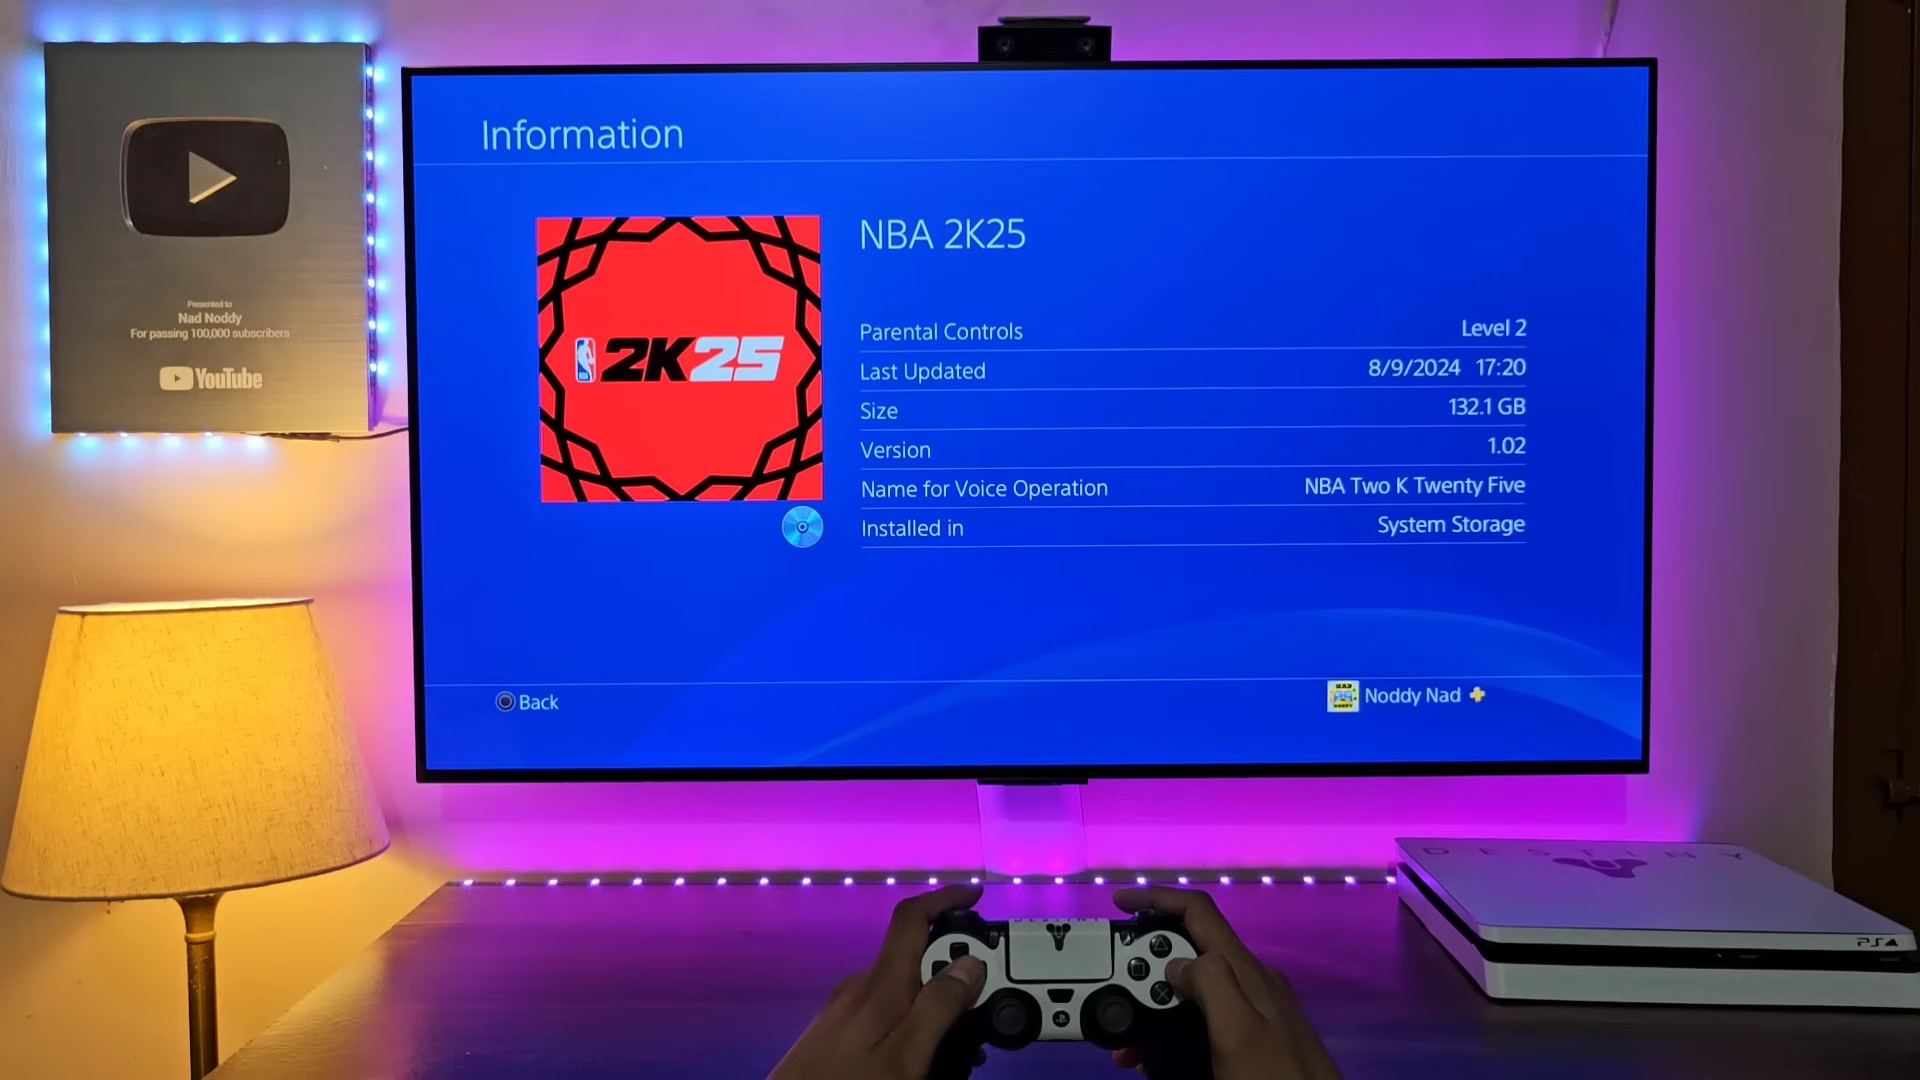 Presented to
Nad Noddy
For passing 100,000 subscribers
YouTube
Information
NBA 2K25
NBA 2K25
Parental Controls Level 2
Last Updated 8/9/2024 17:20
Size 132.1 GB
Version 1.02
Name for Voice Operation NBA Two K Twenty Five
Installed in System Storage
Back
Noddy Nad
DESTINY
PS4